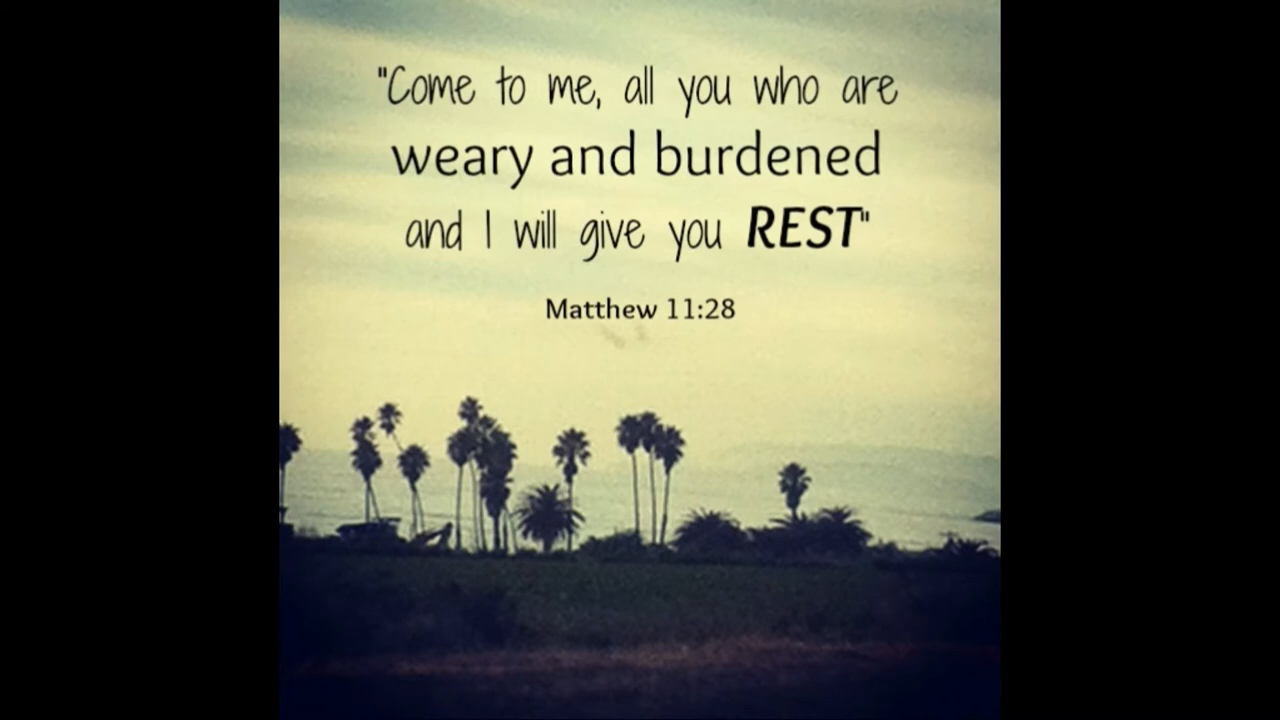 "Come to me, all you who are
weary and burdened
and I will give you REST"
Matthew 11:28